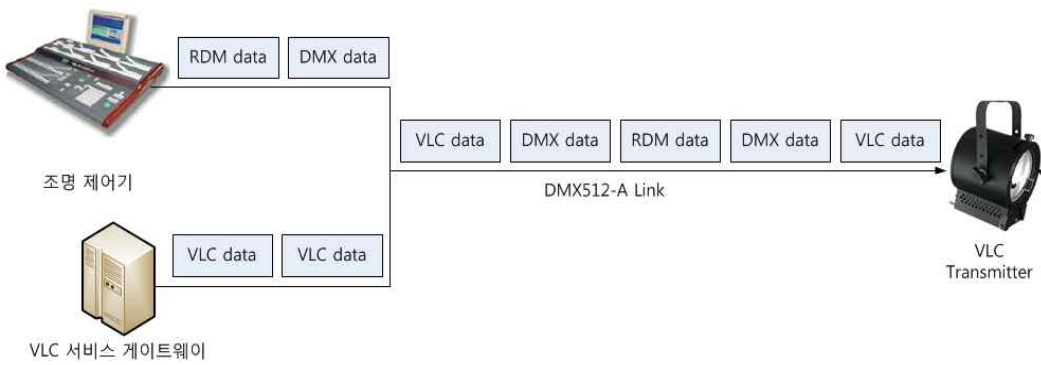 RDM data
DMX data
조명 제어기
VLC data
DMX data
RDM data
DMX data
VLC data
DMX512-A Link
VLC
Transmitter
VLC data
VLC data
VLC 서비스 게이트웨이